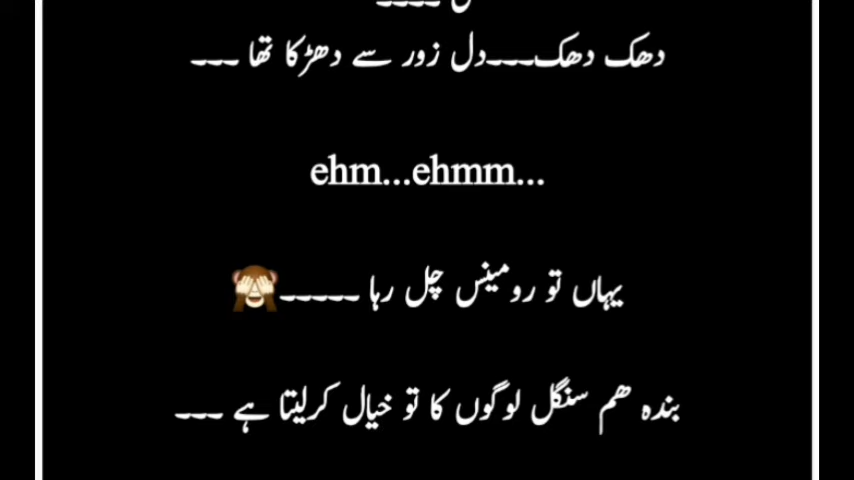 دھک دھک---دل زور سے دھڑکا تھا ---
ehm...ehmm...
یہاں تو رومینس چل رہا -----🙈
بندہ ھم سنگل لوگوں کا تو خیال کرلیتا ہے ---